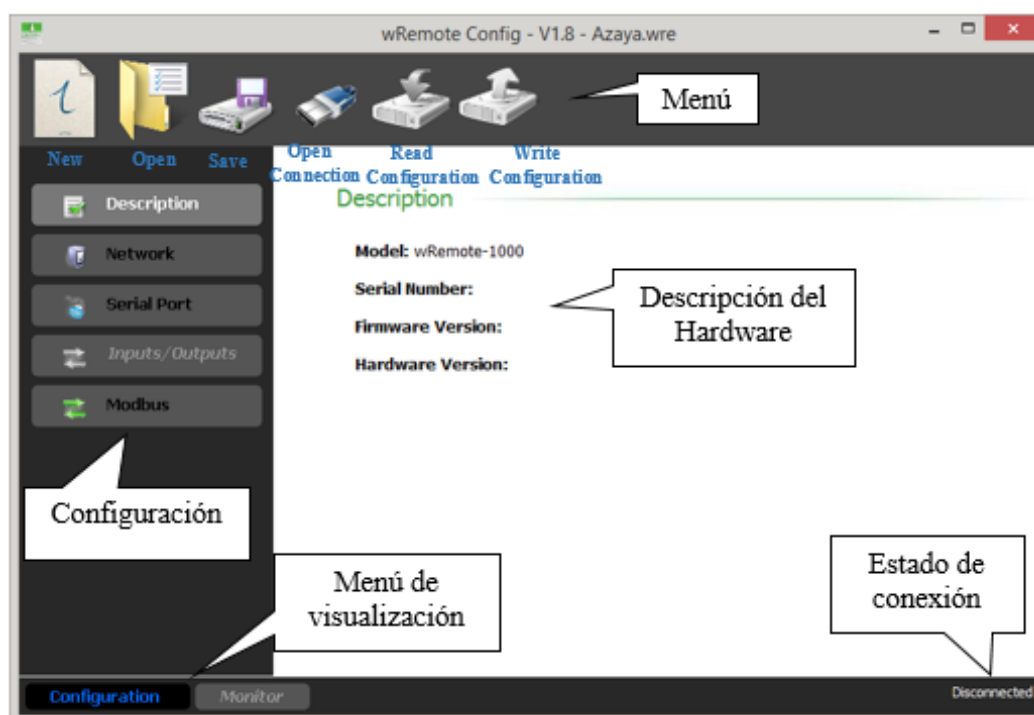 wRemote Config - V1.8 - Azaya.wre
Menú
New Open Save Open Read Write
Connection Configuration Configuration
Description
Description
Network
Model: wRemote-1000
Serial Port
Serial Number:
Descripción del
Hardware
Firmware Version:
Inputs/Outputs
Hardware Version:
Modbus
Configuración
Menú de
visualización
Estado de
conexión
Configuration Monitor
Disconnected